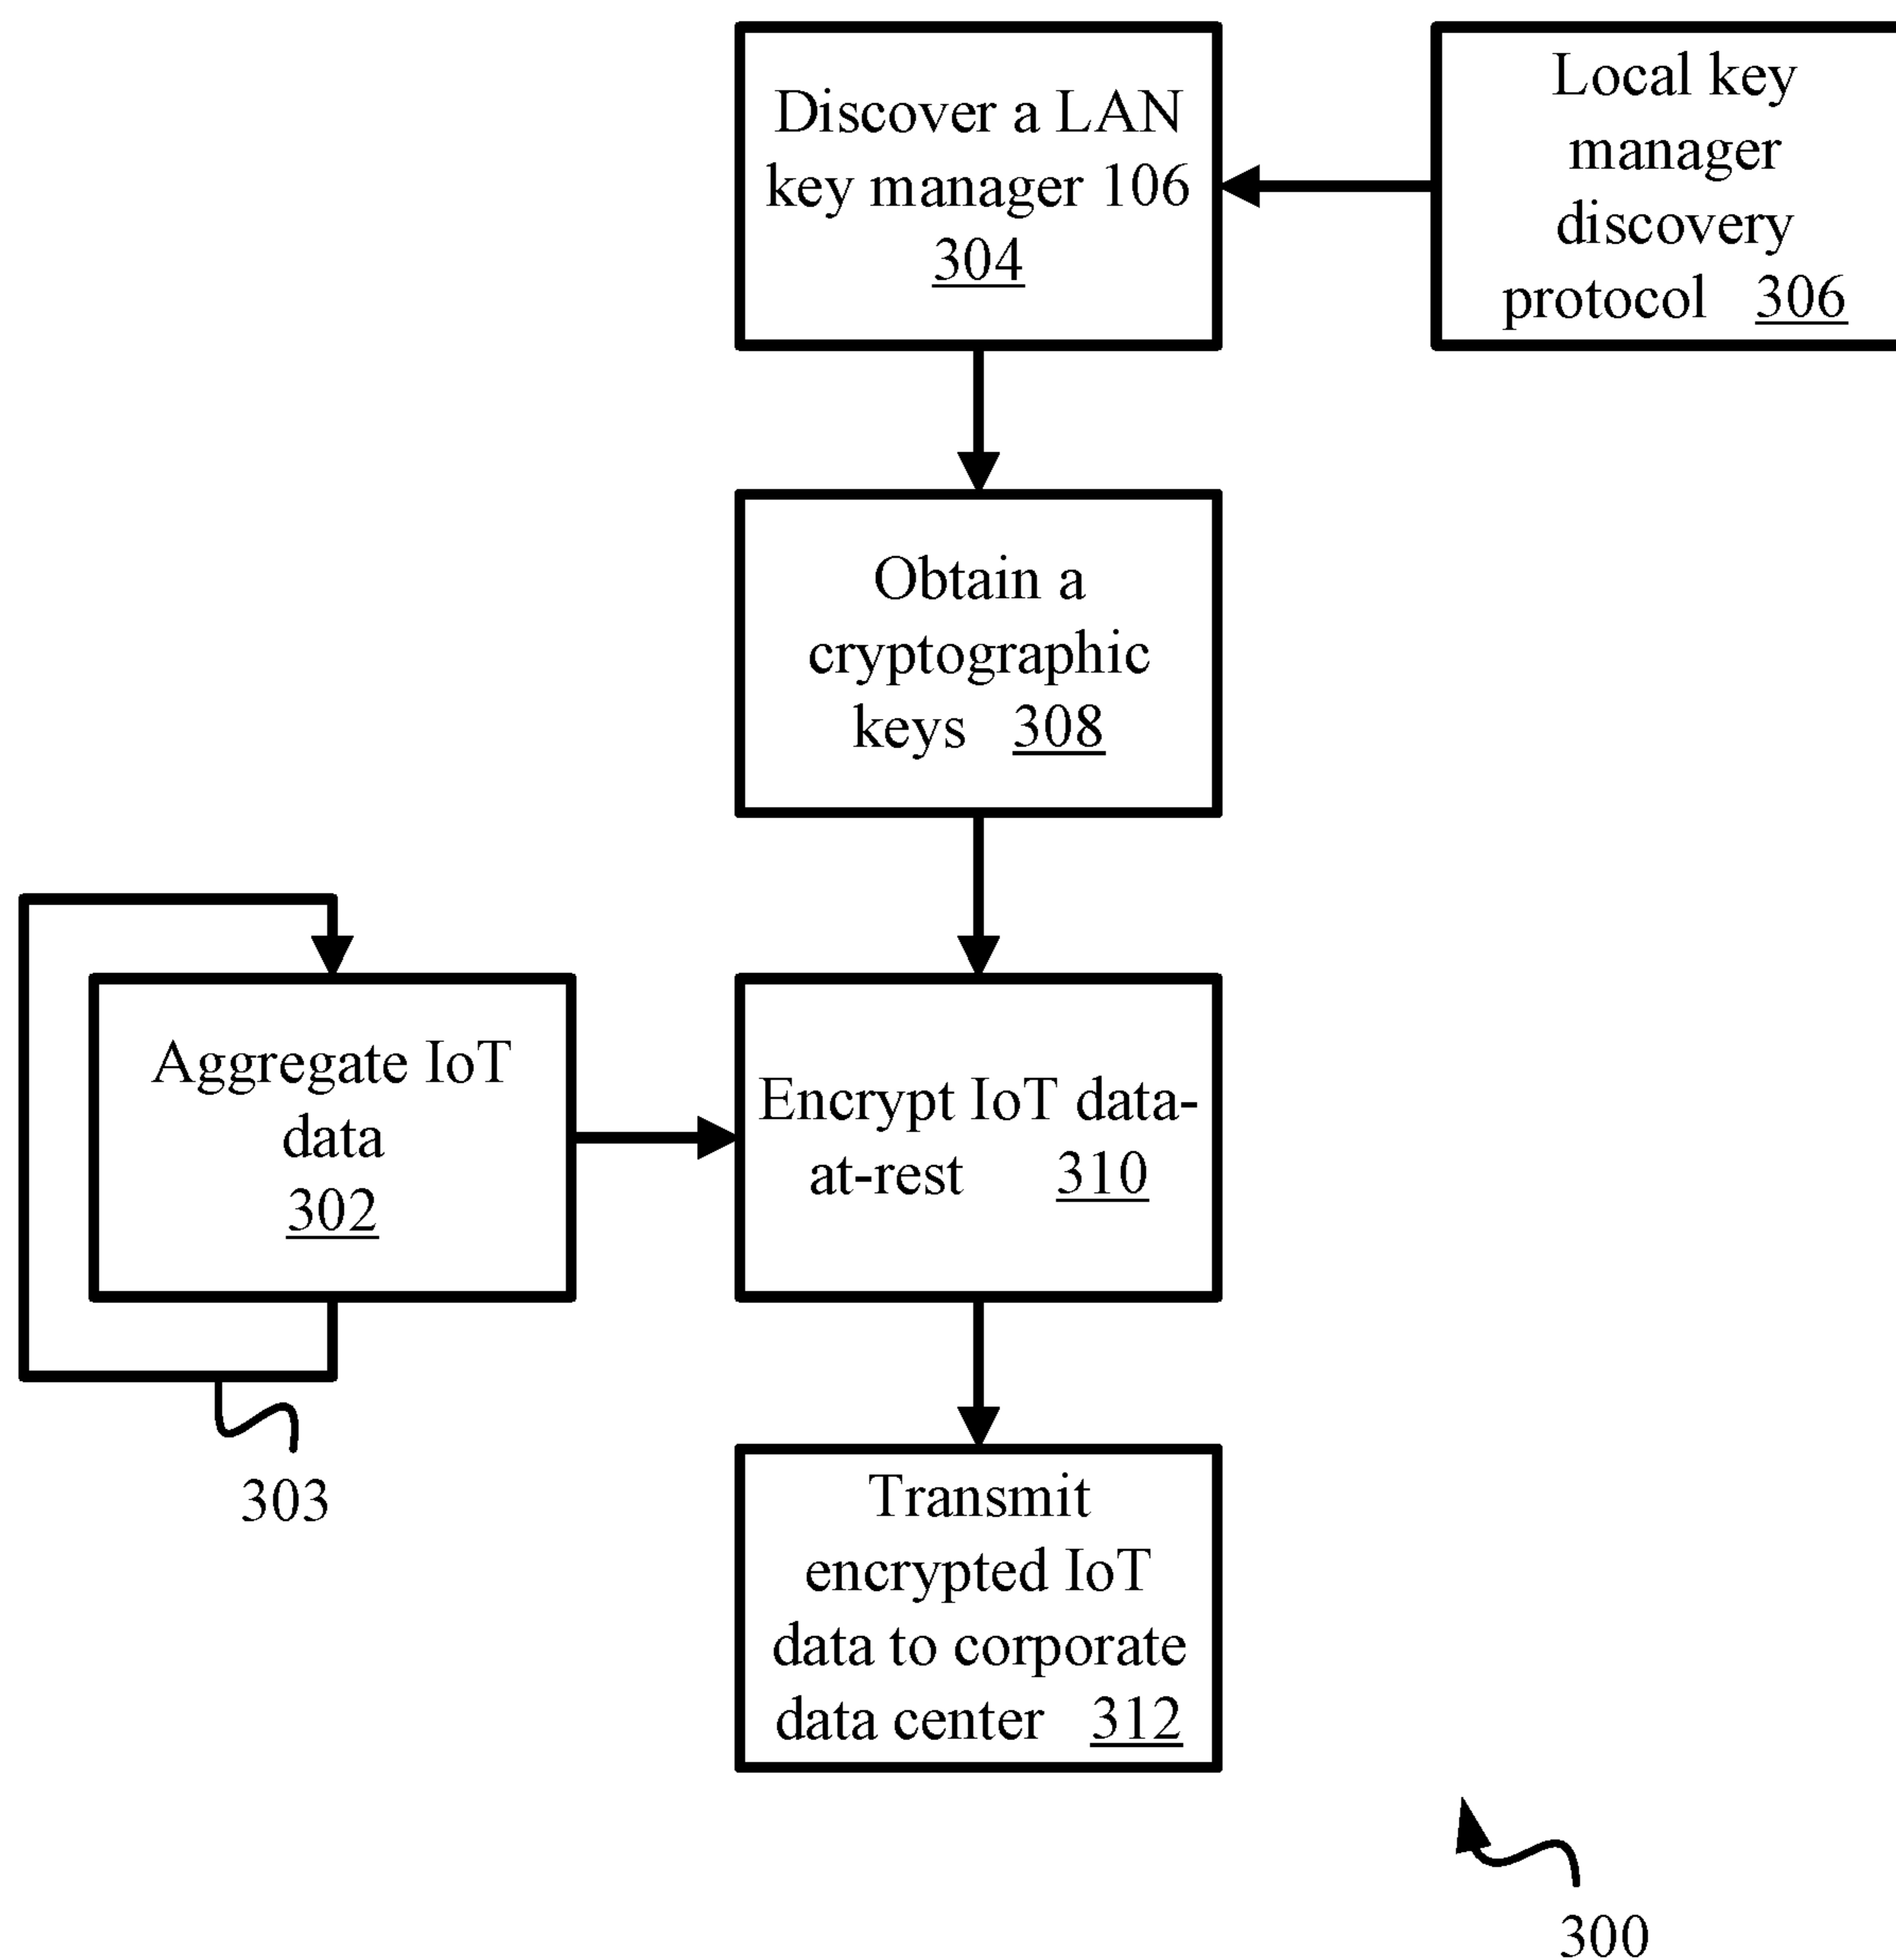 Discover a LAN
key manager 106
304
Local key
manager
discovery
protocol 306
Obtain a
cryptographic
keys 308
Aggregate IoT
data
302
Encrypt IoT data-
at-rest 310
303
Transmit
encrypted IoT
data to corporate
data center 312
300